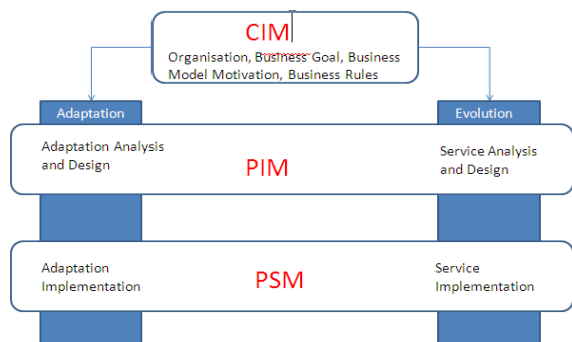 CIM
Organisation, Business Goal, Business
Model Motivation, Business Rules
Adaptation
Evolution
Adaptation Analysis
and Design
PIM
Service Analysis
and Design
Adaptation
Implementation
PSM
Service
Implementation